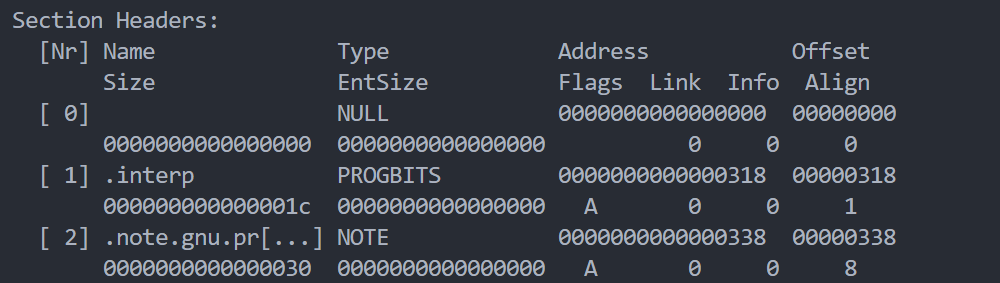 Section Headers:
[Nr] Name Type Address Offset
Size EntSize Flags Link Info Align
[ 0] NULL 0000000000000000 00000000
0000000000000000 0000000000000000 0 0 0
[ 1] .interp PROGBITS 0000000000000318 00000318
000000000000001c 0000000000000000 A 0 0 1
[ 2] .note.gnu.pr[...] NOTE 0000000000000338 00000338
0000000000000030 0000000000000000 A 0 0 8